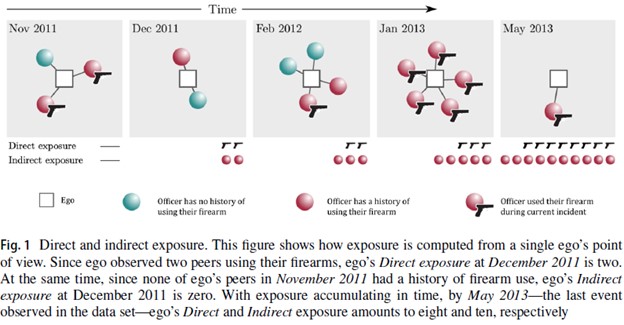 Time
Nov 2011 Dec 2011 Feb 2012 Jan 2013 May 2013
Direct exposure
Indirect exposure
Ego
Officer has no history of
using their firearm
Officer has a history of
using their firearm
Officer used their firearm
during current incident
Fig. 1 Direct and indirect exposure. This figure shows how exposure is computed from a single ego's point
of view. Since ego observed two peers using their firearms, ego's Direct exposure at December 2011 is two.
At the same time, since none of ego's peers in November 2011 had a history of firearm use, ego's Indirect
exposure at December 2011 is zero. With exposure accumulating in time, by May 2013—the last event
observed in the data set—ego's Direct and Indirect exposure amounts to eight and ten, respectively